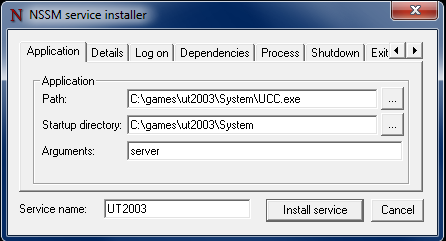 N NSSM service installer
Application Details Log on Dependencies Process Shutdown Exit
Application
Path: C:\games\ut2003\System\UCC.exe ...
Startup directory: C:\games\ut2003\System ...
Arguments: server
Service name: UT2003 Install service Cancel